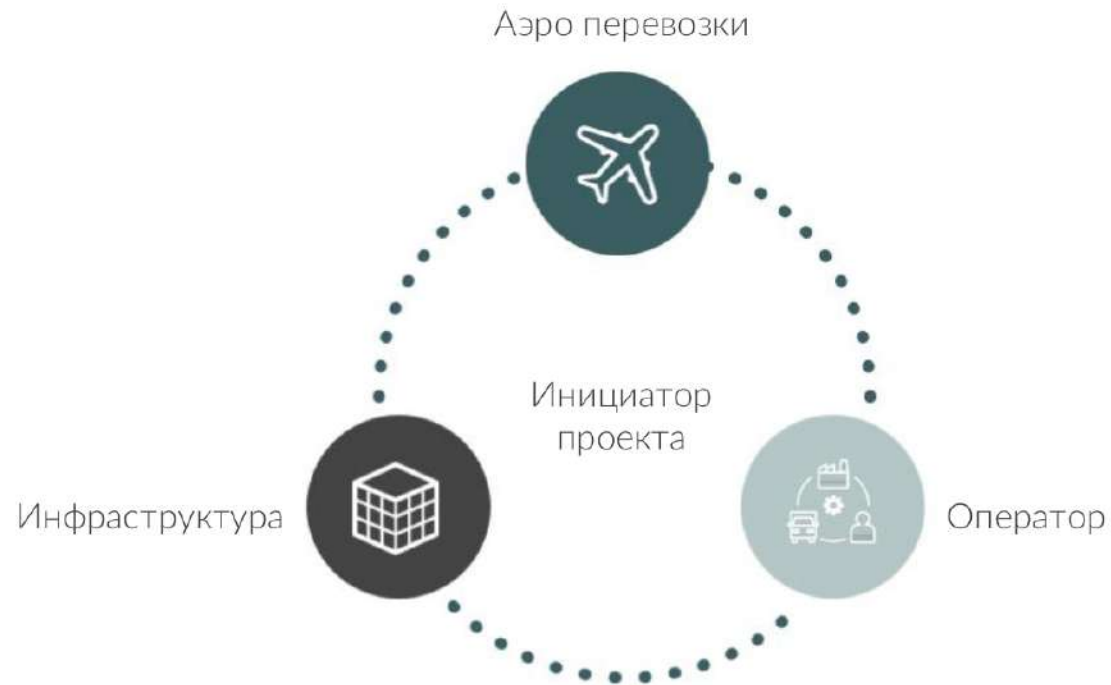 Аэро перевозки
Инициатор
проекта
Инфраструктура
Оператор